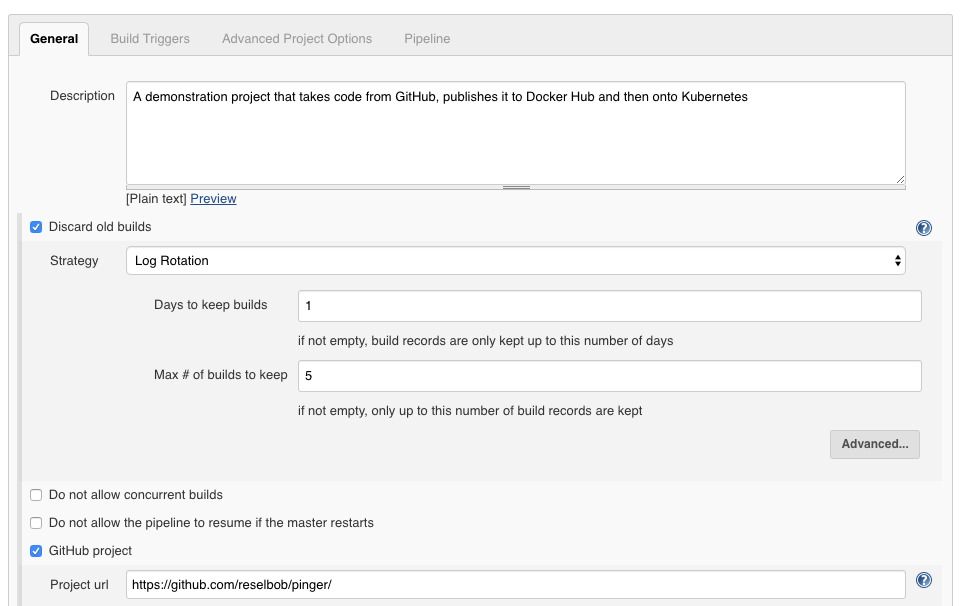 General Build Triggers Advanced Project Options Pipeline
Description A demonstration project that takes code from GitHub, publishes it to Docker Hub and then onto Kubernetes
[Plain text] Preview
Discard old builds ?
Strategy Log Rotation
Days to keep builds 1
if not empty, build records are only kept up to this number of days
Max # of builds to keep 5
if not empty, only up to this number of build records are kept
Advanced...
Do not allow concurrent builds
Do not allow the pipeline to resume if the master restarts
GitHub project
Project url https://github.com/reselbob/pinger/ ?